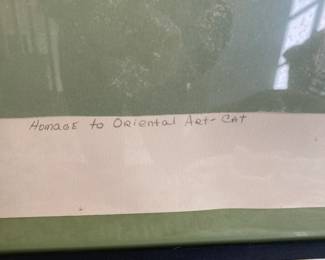 Homage to Oriental Art - Cat